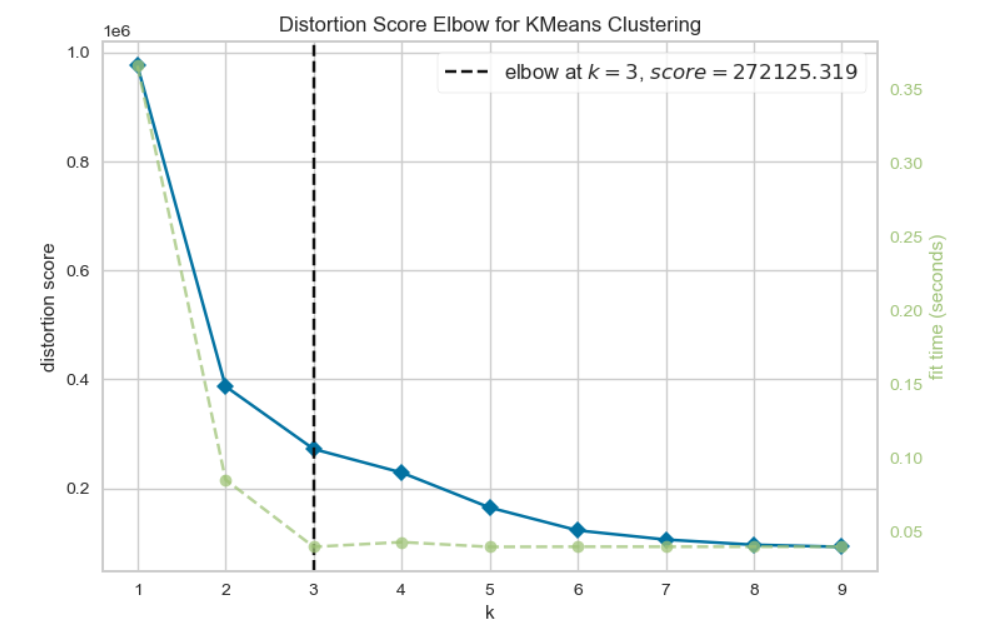 Distortion Score Elbow for KMeans Clustering
1e6
1.0
0.8
0.6
0.4
0.2
distortion score
elbow at k = 3, score = 272125.319
0.35
0.30
0.25
0.20
0.15
0.10
0.05
fit time (seconds)
1 2 3 4 5 6 7 8 9
k